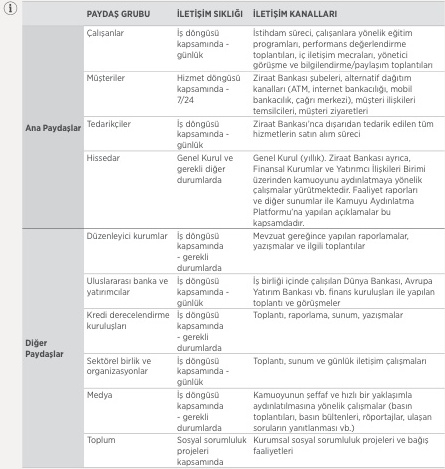 PAYDAŞ GRUBU İLETİŞİM SIKLIĞI İLETİŞİM KANALLARI
Ana Paydaşlar
Çalışanlar
İş döngüsü
kapsamında -
günlük
İstihdam süreci, çalışanlara yönelik eğitim
programları, performans değerlendirme
toplantıları, iç iletişim mecraları, yönetici
görüşme ve bilgilendirme/paylaşım toplantıları
Müşteriler
Hizmet döngüsü
kapsamında -
7/24
Ziraat Bankası şubeleri, alternatif dağıtım
kanalları (ATM, internet bankacılığı, mobil
bankacılık, çağrı merkezi), müşteri ilişkileri
temsilcileri, müşteri ziyaretleri
Tedarikçiler
İş döngüsü
kapsamında -
günlük
Ziraat Bankası'nca dışarıdan tedarik edilen tüm
hizmetlerin satın alım süreci
Hissedar
Genel Kurul ve
gerekli diğer
durumlarda
Genel Kurul (yıllık). Ziraat Bankası ayrıca,
Finansal Kurumlar ve Yatırımcı İlişkileri Birimi
üzerinden kamuoyunu aydınlatmaya yönelik
çalışmalar yürütmektedir. Faaliyet raporları
ve diğer sunumlar ile Kamuyu Aydınlatma
Platformu'na yapılan açıklamalar bu
kapsamdadır.
Diğer
Paydaşlar
Düzenleyici kurumlar
İş döngüsü
kapsamında
- gerekli
durumlarda
Mevzuat gereğince yapılan raporlamalar,
yazışmalar ve ilgili toplantılar
Uluslararası banka ve
yatırımcılar
İş döngüsü
kapsamında -
günlük
İş birliği içinde çalışılan Dünya Bankası, Avrupa
Yatırım Bankası vb. finans kuruluşları ile yapılan
toplantı ve görüşmeler
Kredi derecelendirme
kuruluşları
İş döngüsü
kapsamında
- gerekli
durumlarda
Toplantı, raporlama, sunum, yazışmalar
Sektörel birlik ve
organizasyonlar
İş döngüsü
kapsamında -
günlük
Toplantı, sunum ve günlük iletişim çalışmaları
Medya
İş döngüsü
kapsamında
- gerekli
durumlarda
Kamuoyunun şeffaf ve hızlı bir yaklaşımla
aydınlatılmasına yönelik çalışmalar (basın
toplantıları, basın bültenleri, röportajlar, ulaşan
soruların yanıtlanması vb.)
Toplum
Sosyal sorumluluk
projeleri
kapsamında
Kurumsal sosyal sorumluluk projeleri ve bağış
faaliyetleri